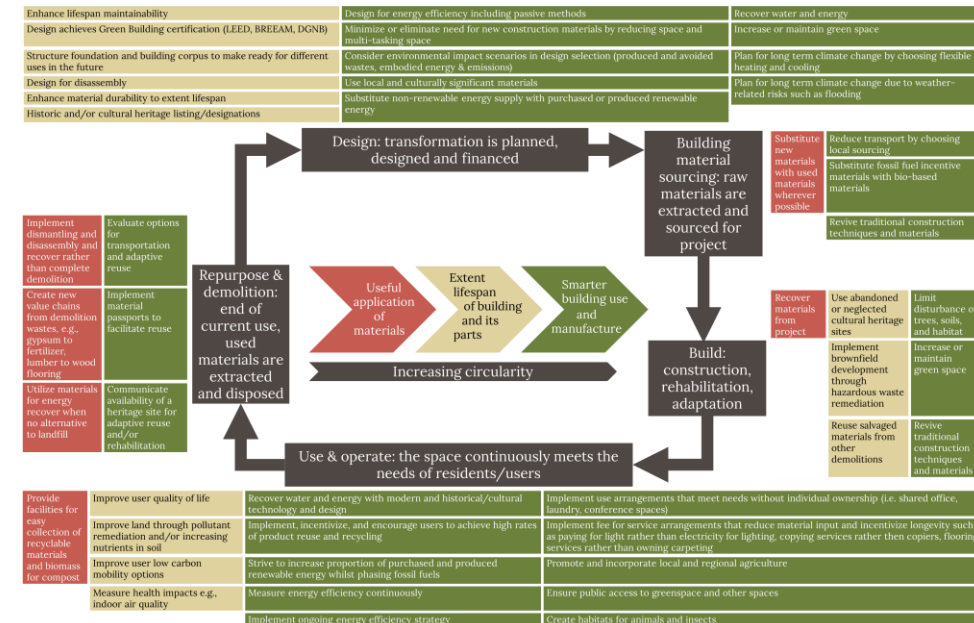 Enhance lifespan maintainability
Design achieves Green Building certification (LEED, BREEAM, DGNB)
Structure foundation and building corpus to make ready for different
uses in the future
Design for disassembly
Enhance material durability to extent lifespan
Historic and/or cultural heritage listing/designations
Design for energy efficiency including passive methods
Minimize or eliminate need for new construction materials by reducing space and
multi-tasking space
Consider environmental impact scenarios in design selection (produced and avoided
wastes, embodied energy & emissions)
Use local and culturally significant materials
Substitute non-renewable energy supply with purchased or produced renewable
energy
Recover water and energy
Increase or maintain green space
Plan for long term climate change by choosing flexible
heating and cooling
Plan for long term climate change due to weather-
related risks such as flooding
Design: transformation is planned,
designed and financed
Building
material
sourcing: raw
materials are
extracted and
sourced for
project
Substitute
new
materials
with used
materials
wherever
possible
Reduce transport by choosing
local sourcing
Substitute fossil fuel incentive
materials with bio-based
materials
Revive traditional construction
techniques and materials
Implement
dismantling and
disassembly and
recover rather
than complete
demolition
Create new
value chains
from demolition
wastes, e.g.,
gypsum to
fertilizer,
lumber to wood
flooring
Utilize materials
for energy
recover when
no alternative
to landfill
Evaluate options
for
transportation
and adaptive
reuse
Implement
material
passports to
facilitate reuse
Communicate
availability of a
heritage site for
adaptive reuse
and/or
rehabilitation
Repurpose &
demolition:
end of
current use,
used
materials are
extracted
and disposed
Useful
application
of
materials
Extent
lifespan
of building
and its
parts
Smarter
building use
and
manufacture
Increasing circularity
Build:
construction,
rehabilitation,
adaptation
Recover
materials
from
project
Use abandoned
or neglected
cultural heritage
sites
Implement
brownfield
development
through
hazardous waste
remediation
Reuse salvaged
materials from
other
demolitions
Limit
disturbance o
trees, soils,
and habitat
Increase or
maintain
green space
Revive
traditional
construction
techniques
and materials
Use & operate: the space continuously meets the
needs of residents/users
Provide
facilities for
easy
collection of
recyclable
materials
and biomass
for compost
Improve user quality of life
Improve land through pollutant
remediation and/or increasing
nutrients in soil
Improve user low carbon
mobility options
Measure health impacts e.g.,
indoor air quality
Recover water and energy with modern and historical/cultural
technology and design
Implement, incentivize, and encourage users to achieve high rates
of product reuse and recycling
Strive to increase proportion of purchased and produced
renewable energy whilst phasing fossil fuels
Measure energy efficiency continuously
Implement ongoing energy efficiency strategy
Implement use arrangements that meet needs without individual ownership (i.e. shared office,
laundry, conference spaces)
Implement fee for service arrangements that reduce material input and incentivize longevity such
as paying for light rather than electricity for lighting, copying services rather then copiers, flooring
services rather than owning carpeting
Promote and incorporate local and regional agriculture
Ensure public access to greenspace and other spaces
Create habitats for animals and insects